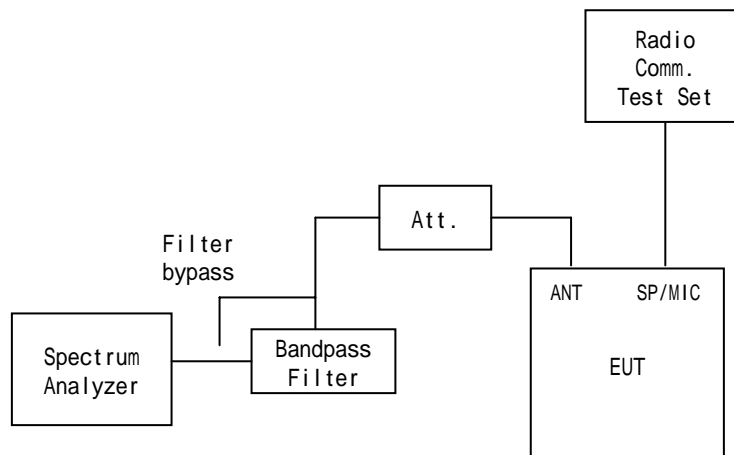 Radio
Comm.
Test Set
Att.
Filter
bypass
ANT
SP/MIC
Spectrum
Analyzer
Bandpass
Filter
EUT